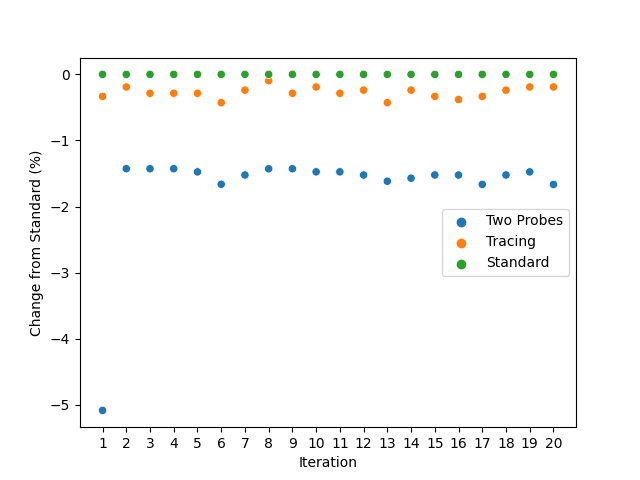 0
−1
−2
−3
−4
−5
Change from Standard (%)
Two Probes
Tracing
Standard
1 2 3 4 5 6 7 8 9 10 11 12 13 14 15 16 17 18 19 20
Iteration